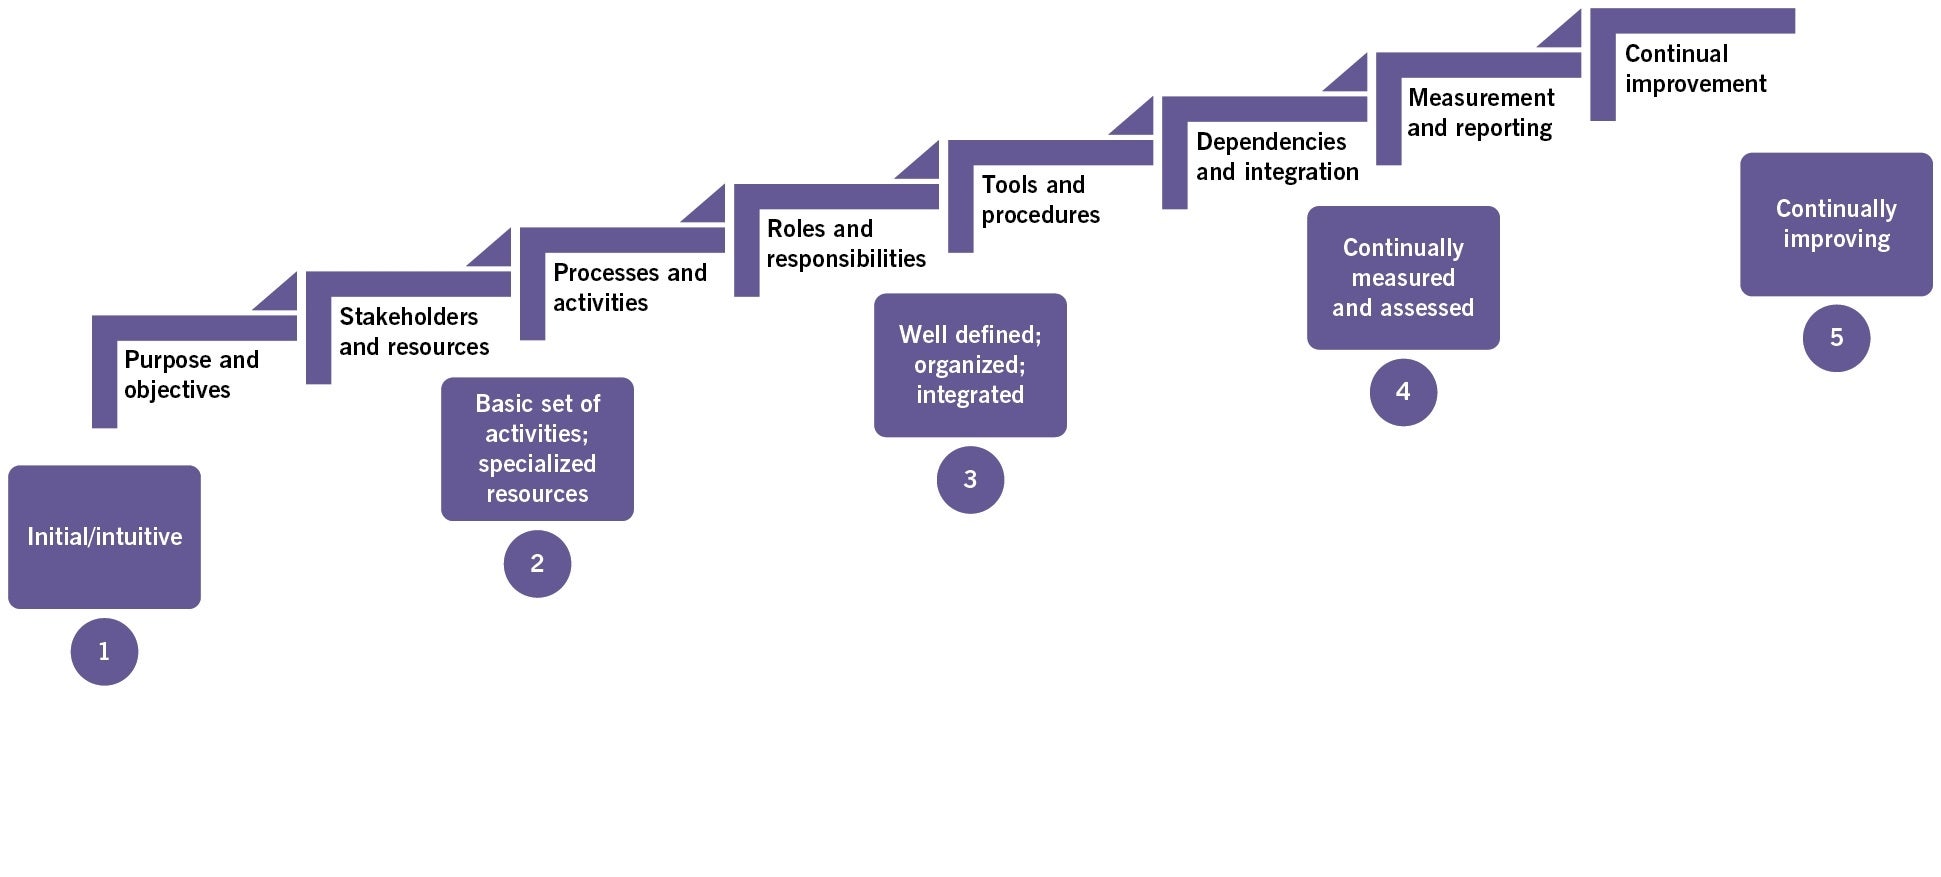 Continual
improvement
Measurement
and reporting
Dependencies
and integration
Tools and
procedures
Roles and
responsibilities
Processes and
activities
Stakeholders
and resources
Purpose and
objectives
Initial/intuitive
1
Basic set of
activities;
specialized
resources
2
Well defined;
organized;
integrated
3
Continually
measured
and assessed
4
Continually
improving
5